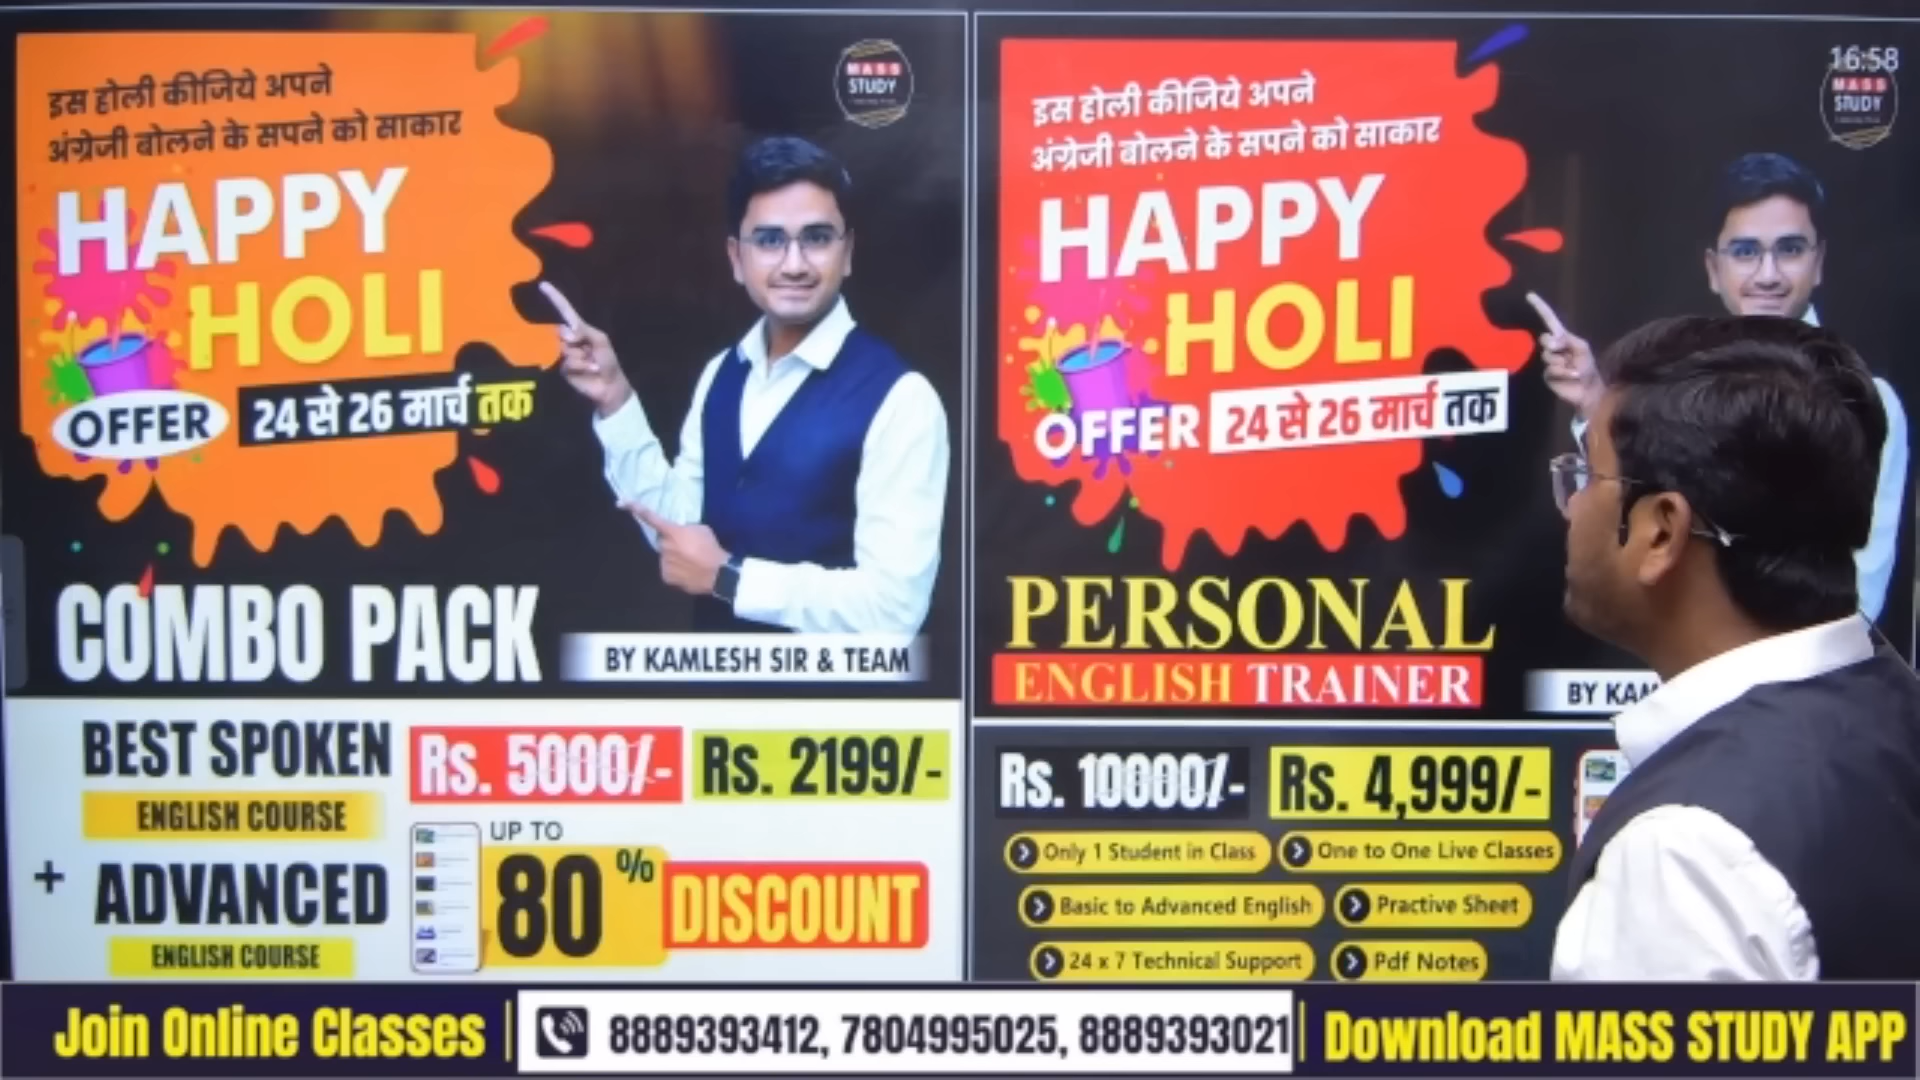 इस होली कीजिये अपने
अंग्रेजी बोलने के सपने को साकार
HAPPY
HOLI
OFFER 24 से 26 मार्च तक
MASS
STUDY
COMBO PACK
BY KAMLESH SIR & TEAM
BEST SPOKEN
ENGLISH COURSE
+ ADVANCED
ENGLISH COURSE
Rs. 5000/- Rs. 2199/-
UP TO
80% DISCOUNT
16:58
MASS
STUDY
इस होली कीजिये अपने
अंग्रेजी बोलने के सपने को साकार
HAPPY
HOLI
OFFER 24 से 26 मार्च तक
PERSONAL
ENGLISH TRAINER
BY
Rs. 10000/- Rs. 4,999/-
Only 1 Student in Class One to One Live Classes
Basic to Advanced English Practive Sheet
24 x 7 Technical Support Pdf Notes
Join Online Classes | 8889393412, 7804995025, 8889393021 | Download MASS STUDY APP